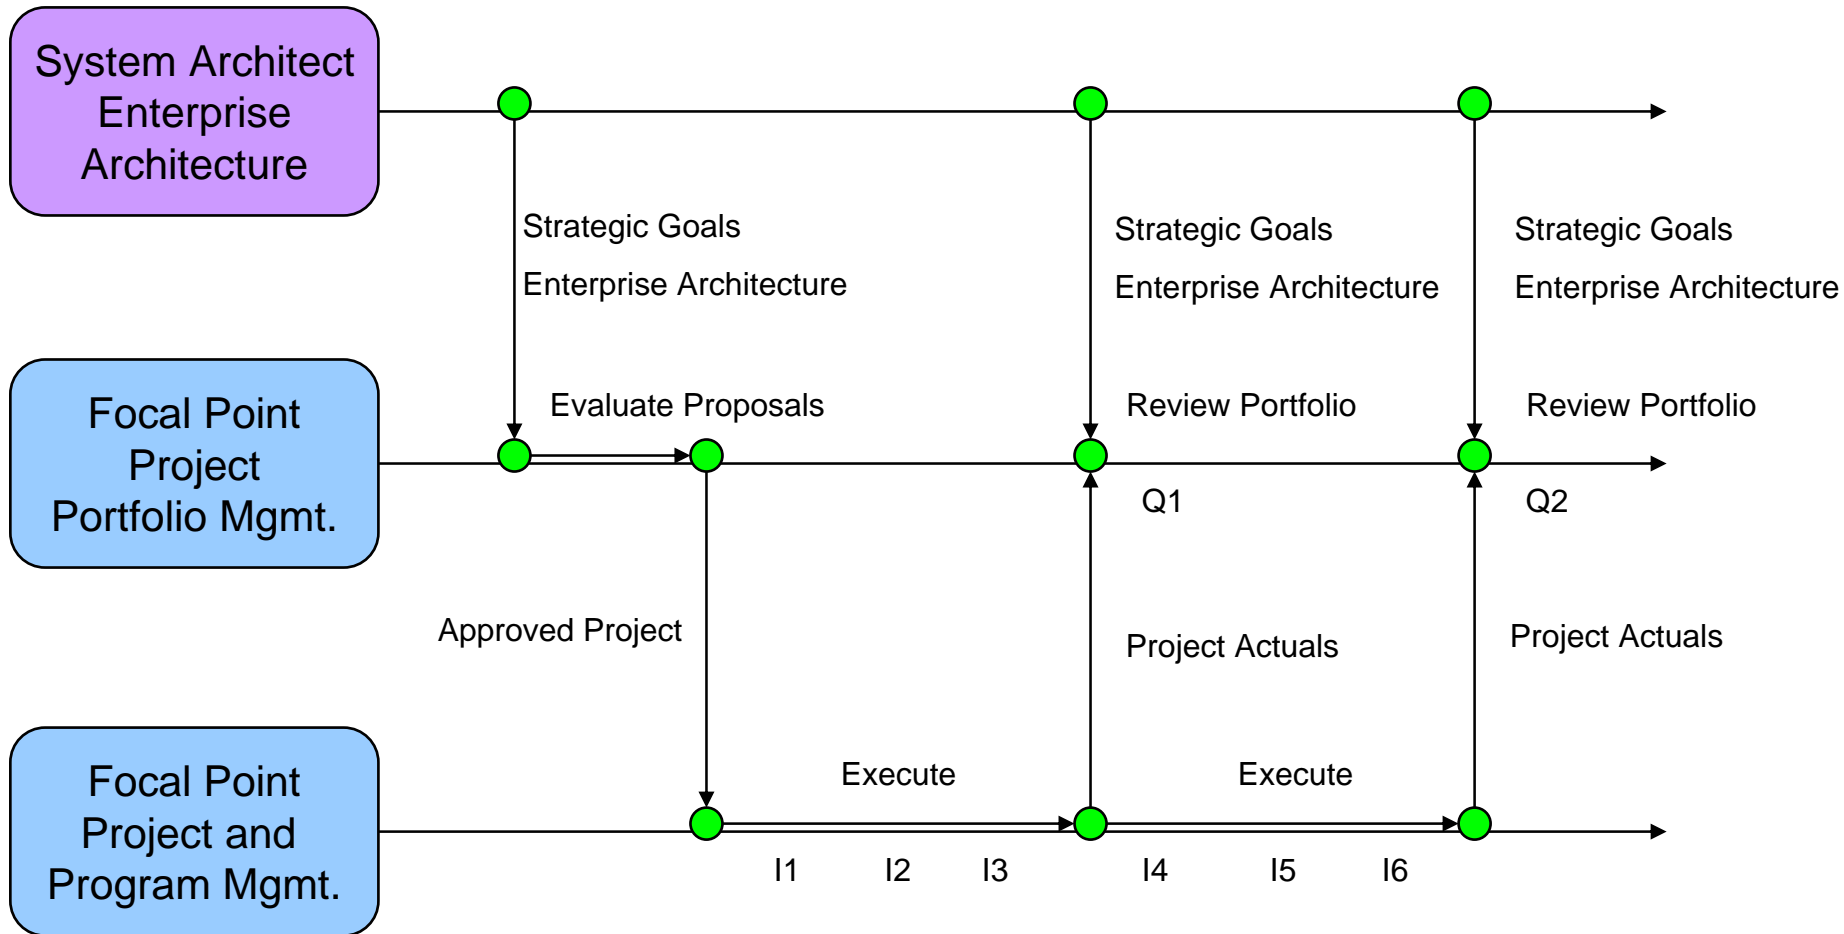 System Architect
Enterprise
Architecture
Strategic Goals
Enterprise Architecture
Strategic Goals
Enterprise Architecture
Strategic Goals
Enterprise Architecture
Focal Point
Project
Portfolio Mgmt.
Evaluate Proposals
Review Portfolio
Review Portfolio
Q1
Q2
Approved Project
Project Actuals
Project Actuals
Focal Point
Project and
Program Mgmt.
Execute
Execute
I1
I2
I3
I4
I5
I6